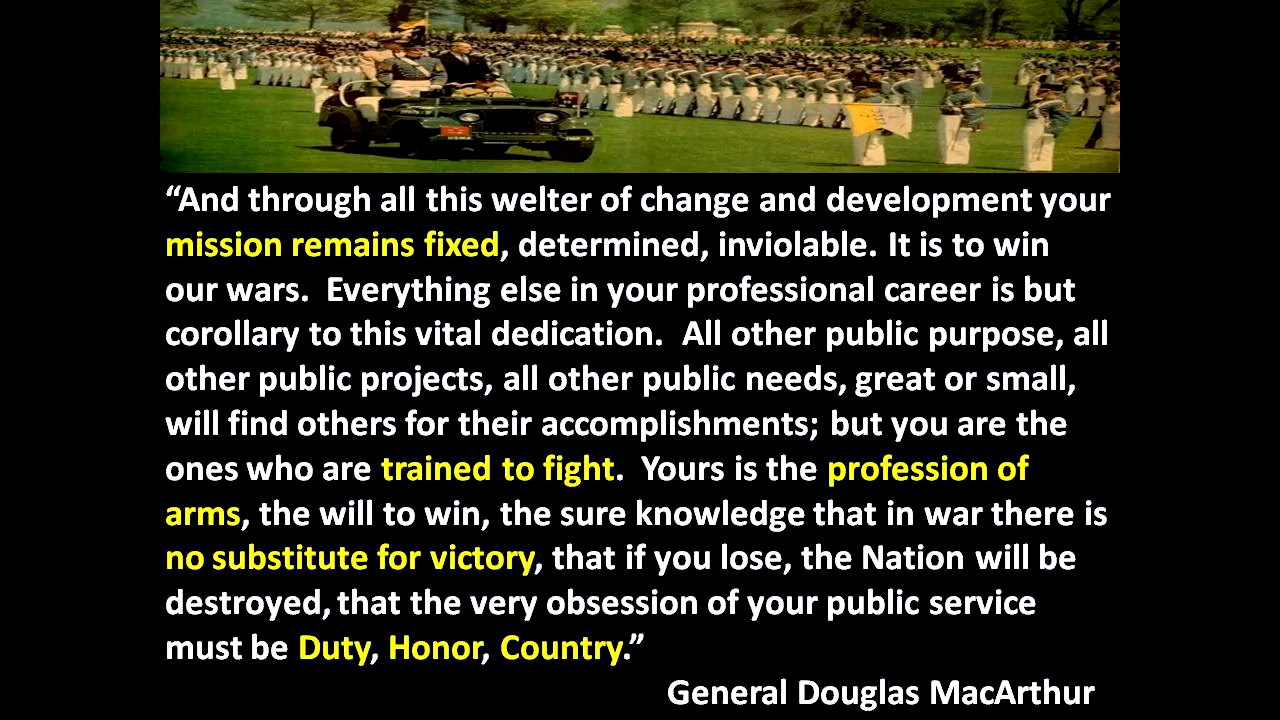 “And through all this welter of change and development your
mission remains fixed, determined, inviolable. It is to win
our wars.  Everything else in your professional career is but
corollary to this vital dedication.  All other public purpose, all
other public projects, all other public needs, great or small,
will find others for their accomplishments; but you are the
ones who are trained to fight.  Yours is the profession of
arms, the will to win, the sure knowledge that in war there is
no substitute for victory, that if you lose, the Nation will be
destroyed, that the very obsession of your public service
must be Duty, Honor, Country.”
General Douglas MacArthur